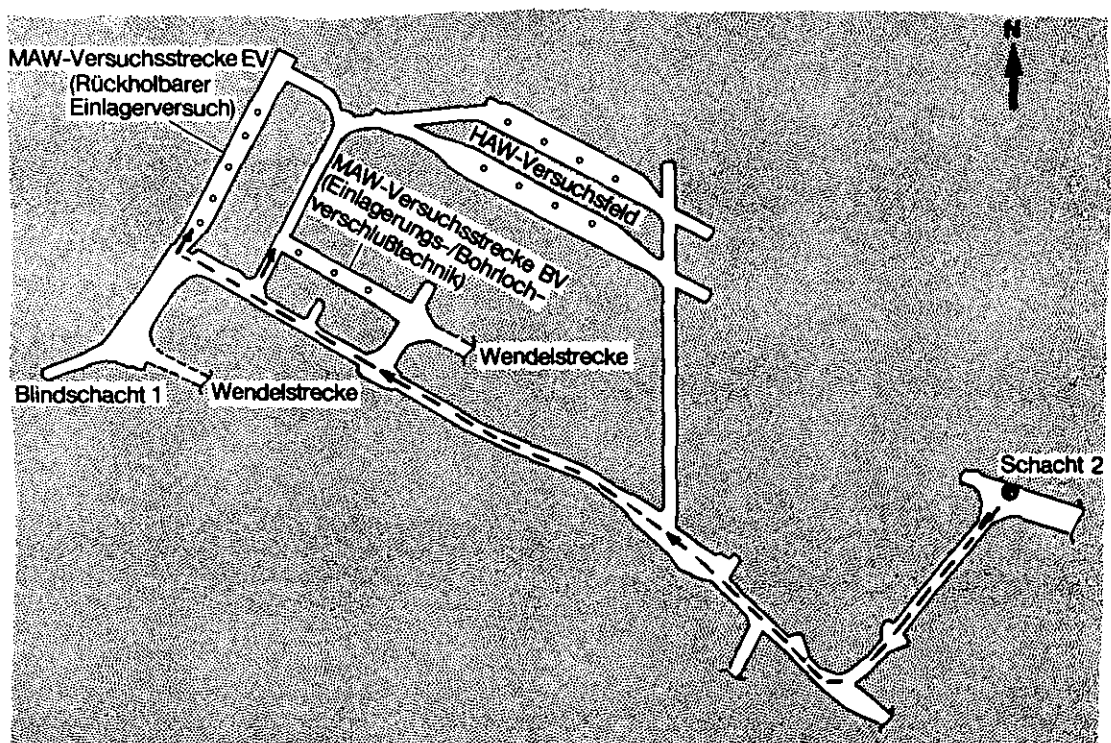 N
MAW-Versuchsstrecke EV
(Rückholbarer
Einlagerversuch)
HAW-Versuchsfeld
MAW-Versuchsstrecke BV
(Einlagerungs-/Bohrloch-
verschlußtechnik)
Wendelstrecke
Blindschacht 1
Wendelstrecke
Schacht 2